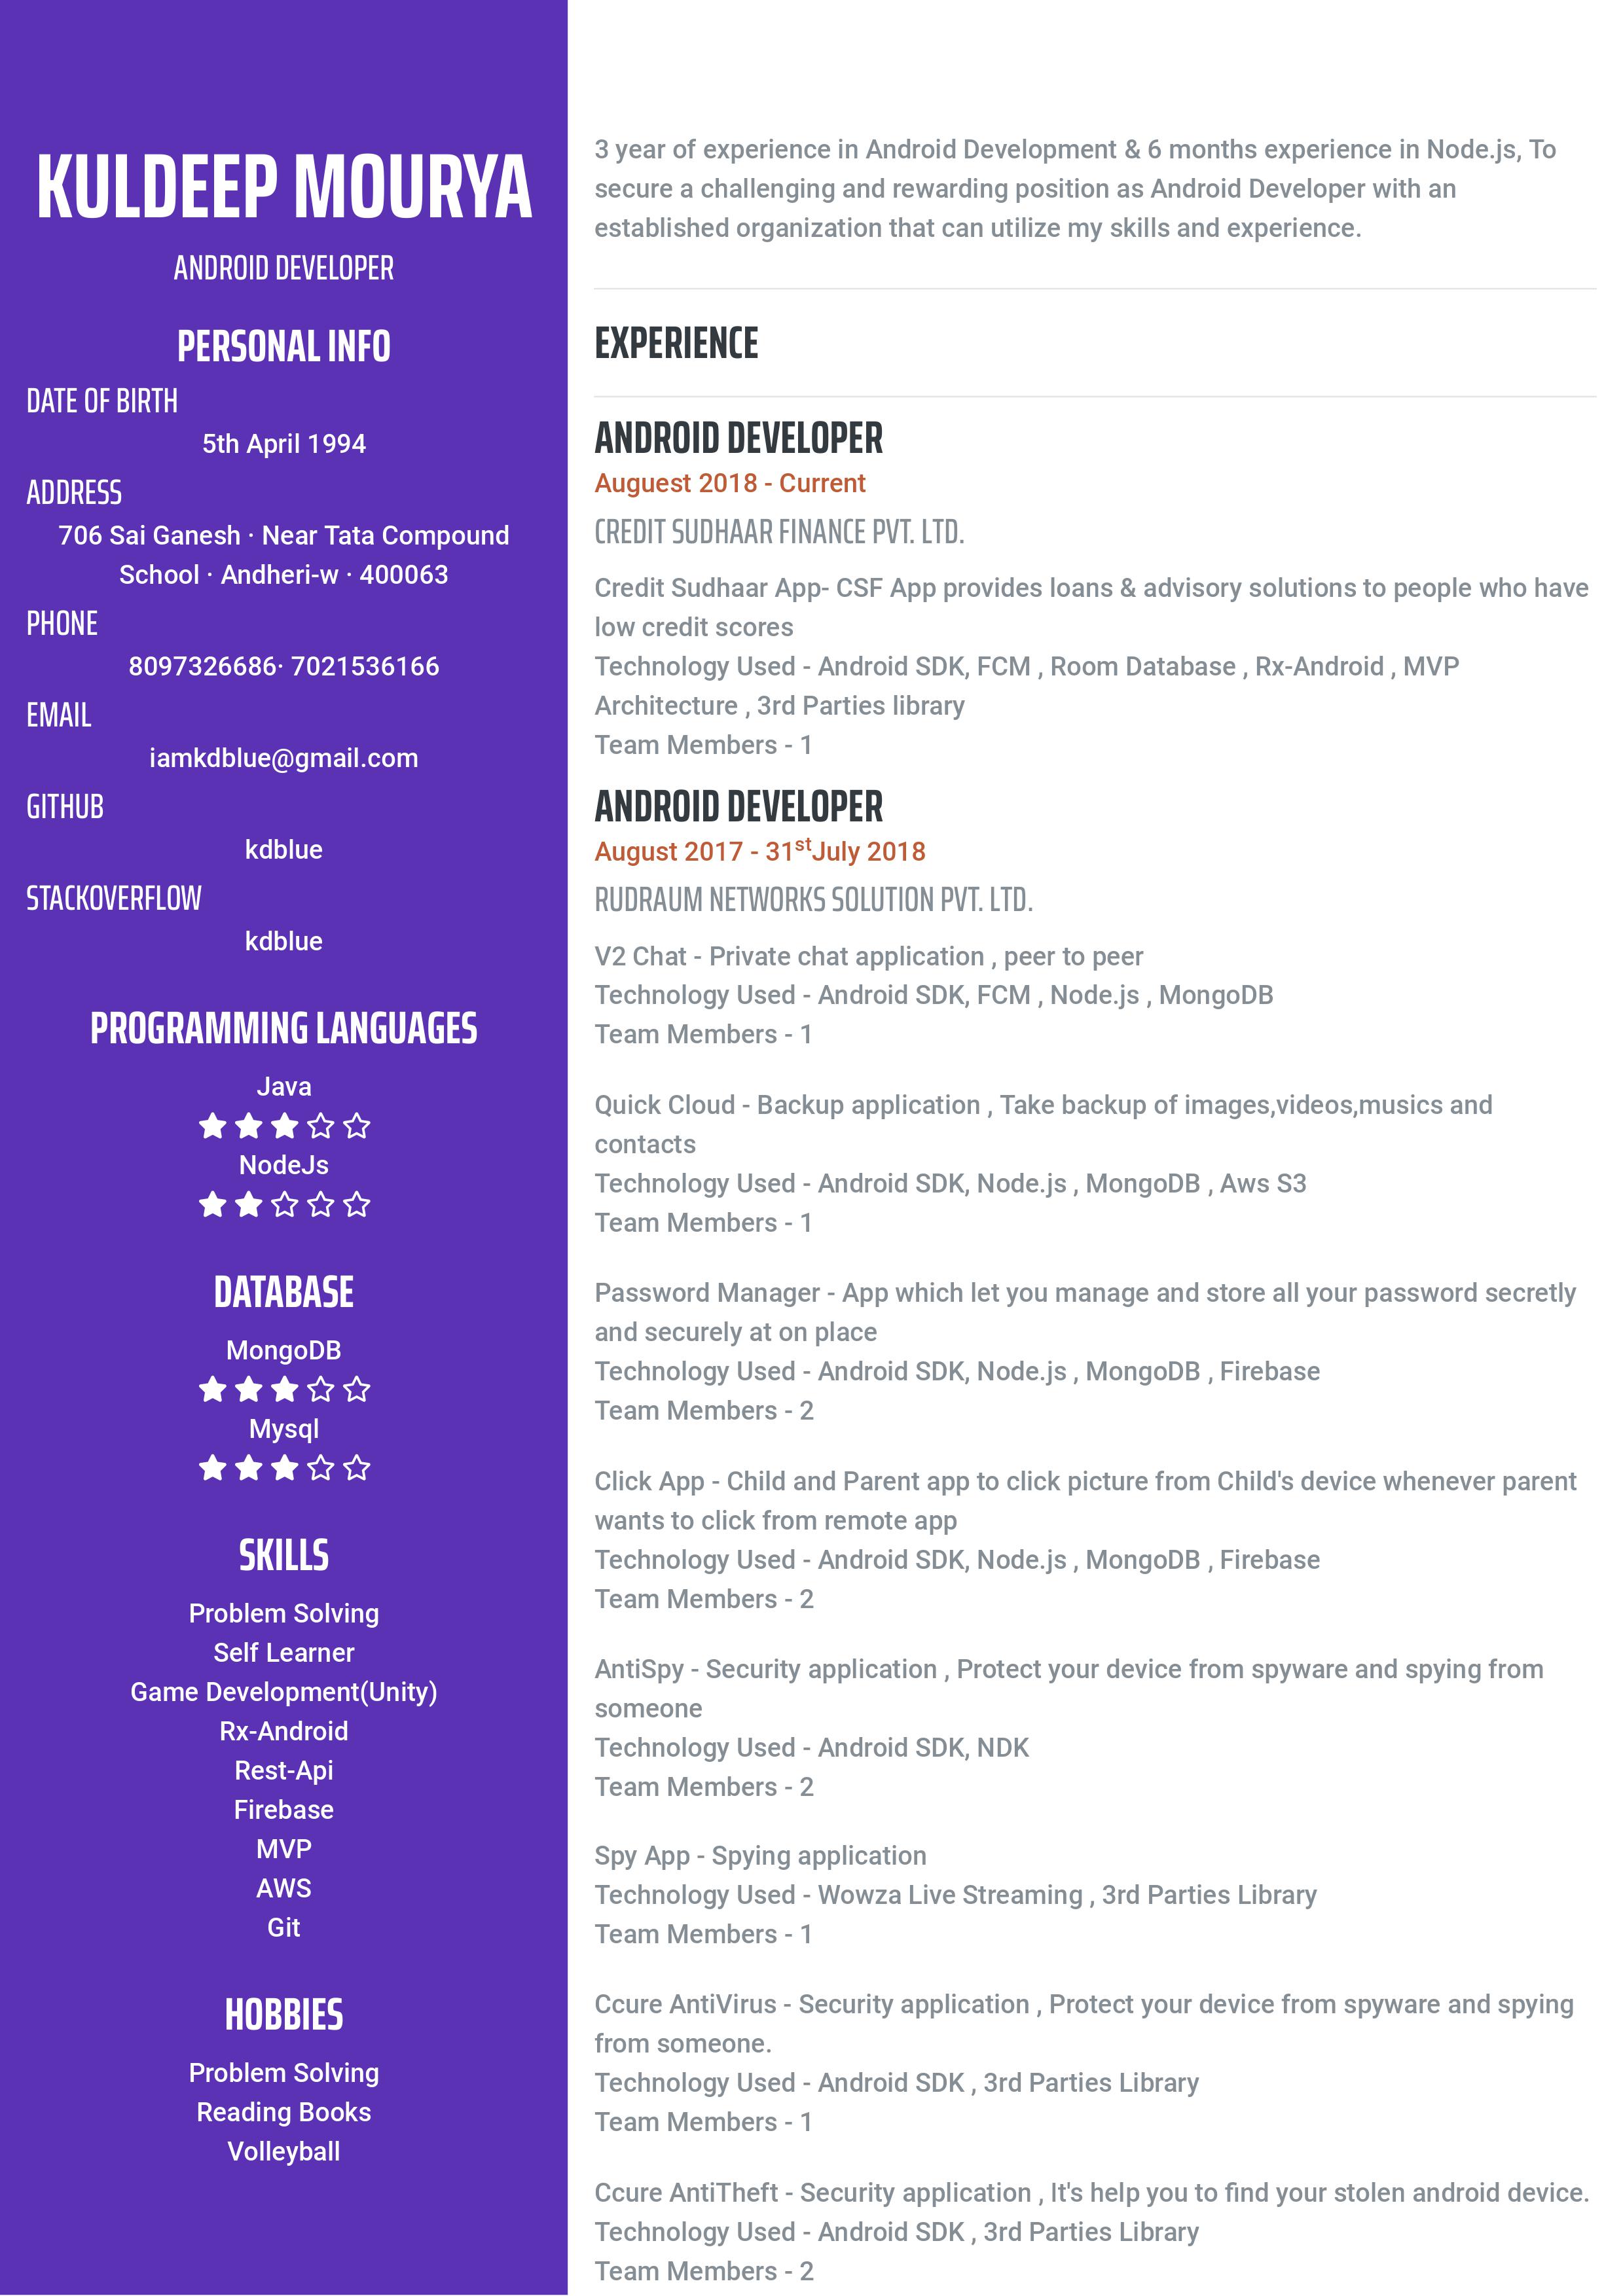 KULDEEP MOURYA
ANDROID DEVELOPER
PERSONAL INFO
DATE OF BIRTH
5th April 1994
ADDRESS
706 Sai Ganesh · Near Tata Compound
School · Andheri-w · 400063
PHONE
8097326686· 7021536166
EMAIL
iamkdblue@gmail.com
GITHUB
kdblue
STACKOVERFLOW
kdblue
PROGRAMMING LANGUAGES
Java
NodeJs
DATABASE
MongoDB
Mysql
SKILLS
Problem Solving
Self Learner
Game Development(Unity)
Rx-Android
Rest-Api
Firebase
MVP
AWS
Git
HOBBIES
Problem Solving
Reading Books
Volleyball
3 year of experience in Android Development & 6 months experience in Node.js, To
secure a challenging and rewarding position as Android Developer with an
established organization that can utilize my skills and experience.
EXPERIENCE
ANDROID DEVELOPER
Auguest 2018 - Current
CREDIT SUDHAAR FINANCE PVT. LTD.
Credit Sudhaar App- CSF App provides loans & advisory solutions to people who have
low credit scores
Technology Used - Android SDK, FCM , Room Database , Rx-Android , MVP
Architecture , 3rd Parties library
Team Members - 1
ANDROID DEVELOPER
August 2017 - 31stJuly 2018
RUDRAUM NETWORKS SOLUTION PVT. LTD.
V2 Chat - Private chat application , peer to peer
Technology Used - Android SDK, FCM , Node.js , MongoDB
Team Members - 1
Quick Cloud - Backup application , Take backup of images,videos,musics and
contacts
Technology Used - Android SDK, Node.js , MongoDB , Aws S3
Team Members - 1
Password Manager - App which let you manage and store all your password secretly
and securely at on place
Technology Used - Android SDK, Node.js , MongoDB , Firebase
Team Members - 2
Click App - Child and Parent app to click picture from Child's device whenever parent
wants to click from remote app
Technology Used - Android SDK, Node.js , MongoDB , Firebase
Team Members - 2
AntiSpy - Security application , Protect your device from spyware and spying from
someone
Technology Used - Android SDK, NDK
Team Members - 2
Spy App - Spying application
Technology Used - Wowza Live Streaming , 3rd Parties Library
Team Members - 1
Ccure AntiVirus - Security application , Protect your device from spyware and spying
from someone.
Technology Used - Android SDK , 3rd Parties Library
Team Members - 1
Ccure AntiTheft - Security application , It's help you to find your stolen android device.
Technology Used - Android SDK , 3rd Parties Library
Team Members - 2